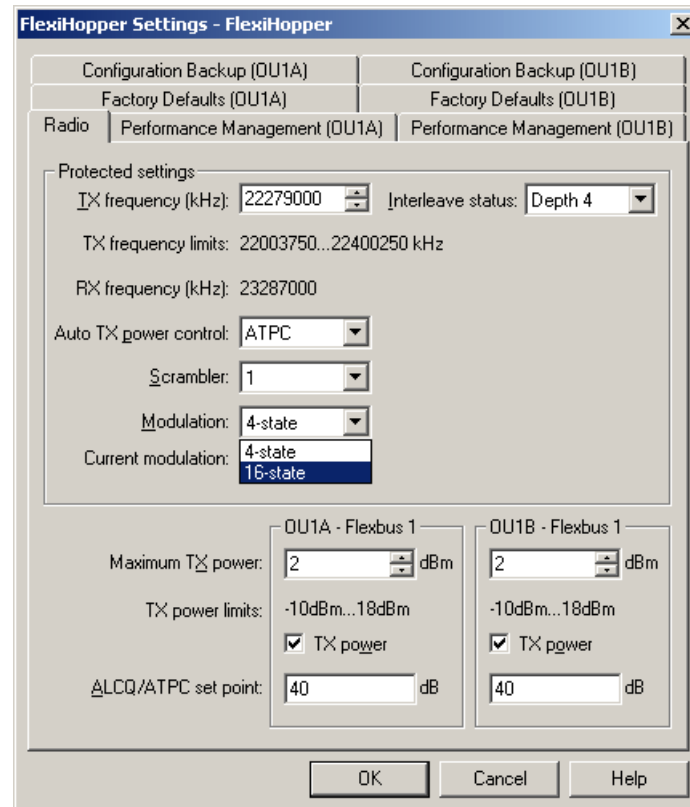 FlexiHopper Settings - FlexiHopper
Configuration Backup (OU1A) Configuration Backup (OU1B)
Factory Defaults (OU1A) Factory Defaults (OU1B)
Radio Performance Management (OU1A) Performance Management (OU1B)
Protected settings
TX frequency (kHz): 22279000 Interleave status: Depth 4
TX frequency limits: 22003750...22400250 kHz
RX frequency (kHz): 23287000
Auto TX power control: ATPC
Scrambler: 1
Modulation: 4-state
4-state
Current modulation: 16-state
OU1A - Flexbus 1 OU1B - Flexbus 1
Maximum TX power: 2 dBm 2 dBm
TX power limits: -10dBm...18dBm -10dBm...18dBm
TX power TX power
ALCQ/ATPC set point: 40 dB 40 dB
OK Cancel Help